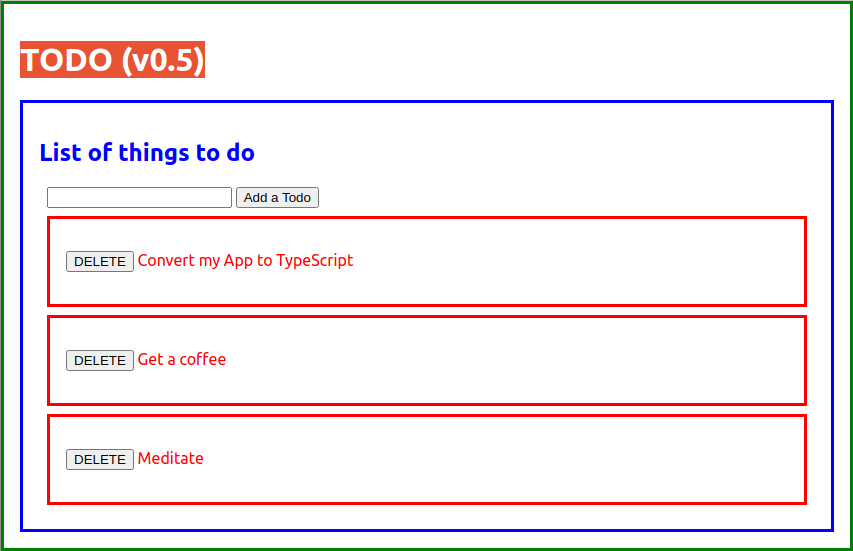 TODO (v0.5)
List of things to do
Add a Todo
DELETE Convert my App to TypeScript
DELETE Get a coffee
DELETE Meditate